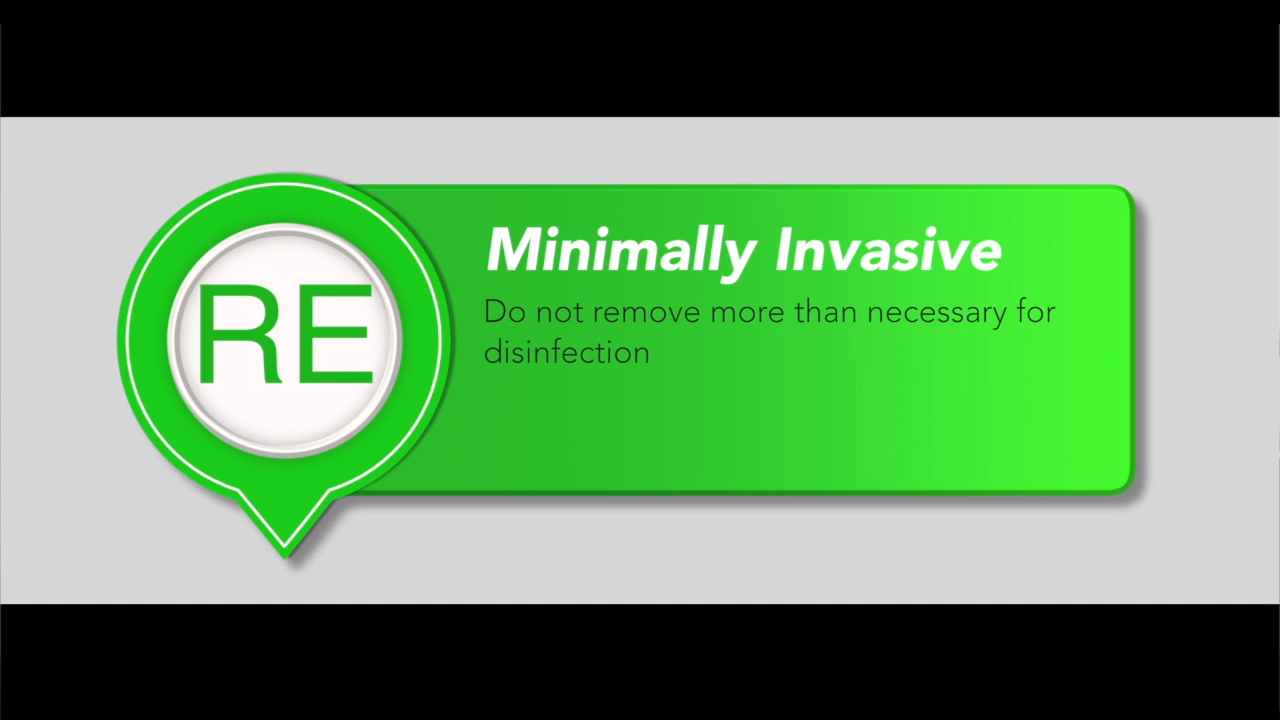 RE
Minimally Invasive
Do not remove more than necessary for
disinfection